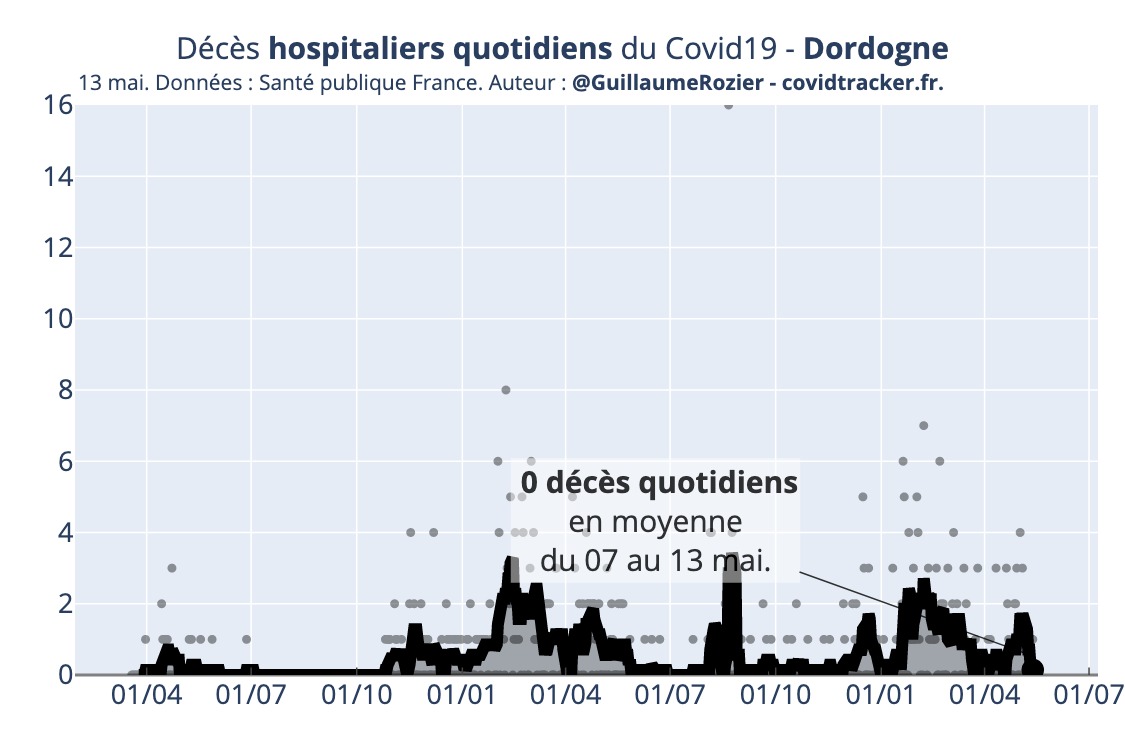 Décès hospitaliers quotidiens du Covid19 - Dordogne
13 mai. Données : Santé publique France. Auteur : @GuillaumeRozier - covidtracker.fr.
16
14
12
10
8
6
4
2
0
0 décès quotidiens
en moyenne
du 07 au 13 mai.
01/04 01/07 01/10 01/01 01/04 01/07 01/10 01/01 01/04 01/07